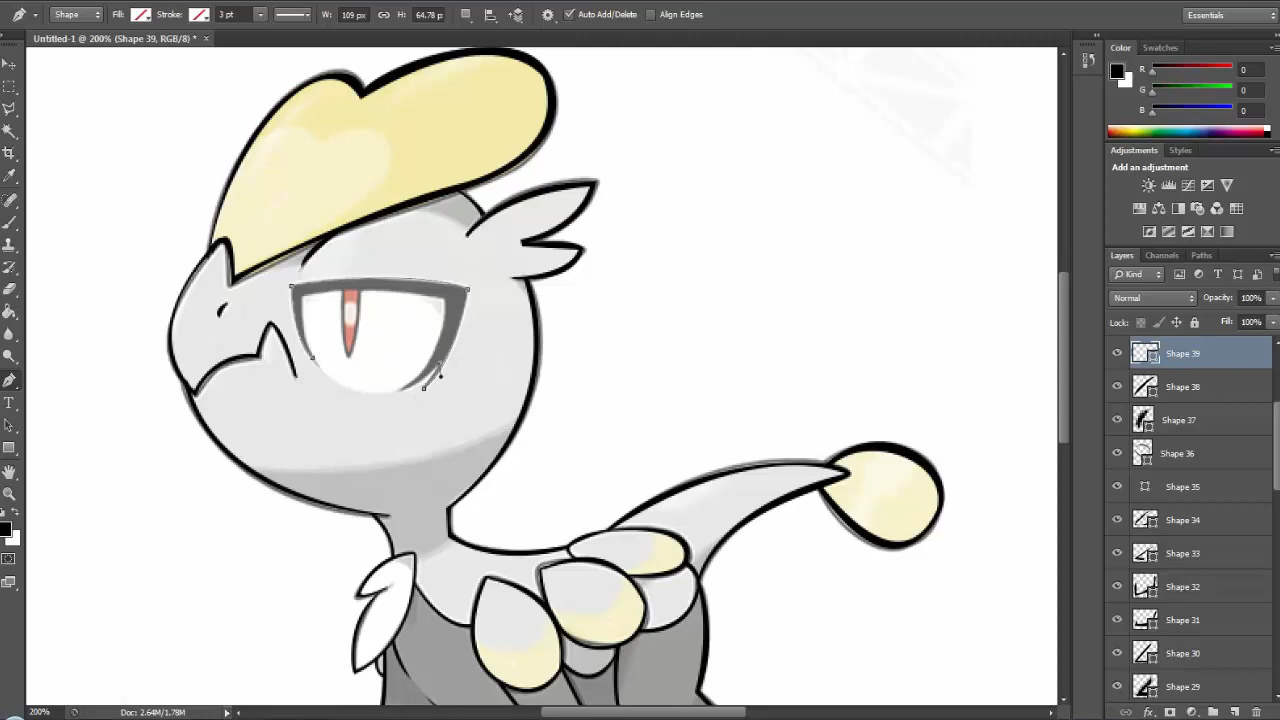 Shape Fill: Stroke: 3 pt W: 109 px H: 64.78 p Auto Add/Delete Align Edges Essentials
Untitled-1 @ 200% (Shape 39, RGB/8) * ×
Color Swatches
R 0
G 0
B 0
Adjustments Styles
Add an adjustment
Layers Channels Paths
Kind
Normal Opacity: 100%
Lock: Fill: 100%
Shape 39
Shape 38
Shape 37
Shape 36
Shape 35
Shape 34
Shape 33
Shape 32
Shape 31
Shape 30
Shape 29
200% Doc: 2.64M/1.78M